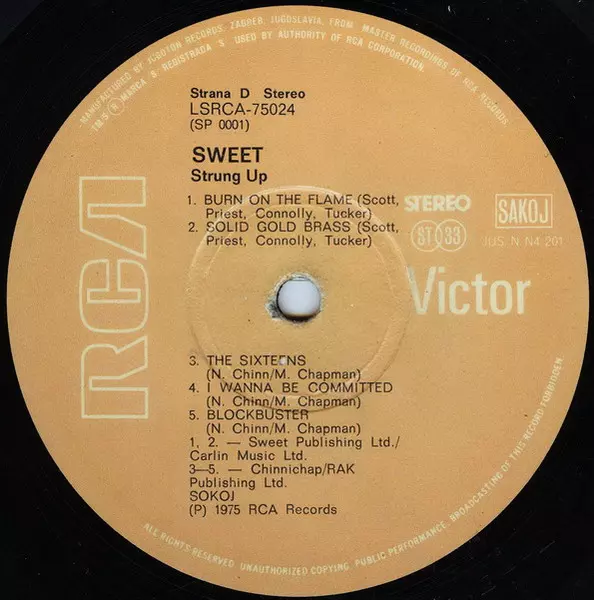 MANUFACTURED BY JUGOTON RECORDS, ZAGREB, JUGOSLAVIA, FROM MASTER RECORDINGS OF RCA CORPORATION.
TM S ® MARCA S REGISTRADA S USED BY AUTHORITY OF RCA CORPORATION.
Strana D Stereo
LSRCA-75024
(SP 0001)
SWEET
Strung Up
1. BURN ON THE FLAME (Scott,
Priest, Connolly, Tucker)
2. SOLID GOLD BRASS (Scott,
Priest, Connolly, Tucker)
STEREO
ST 33
SAKOJ
JUS. N. N4.201
RCA
Victor
3. THE SIXTEENS
(N. Chinn/M. Chapman)
4. I WANNA BE COMMITTED
(N. Chinn/M. Chapman)
5. BLOCKBUSTER
(N. Chinn/M. Chapman)
1, 2. — Sweet Publishing Ltd./
Carlin Music Ltd.
3—5. — Chinnichap/RAK
Publishing Ltd.
SOKOJ
(P) 1975 RCA Records
ALL RIGHTS RESERVED. UNAUTHORIZED COPYING, PUBLIC PERFORMANCE, BROADCASTING OF THIS RECORD FORBIDDEN